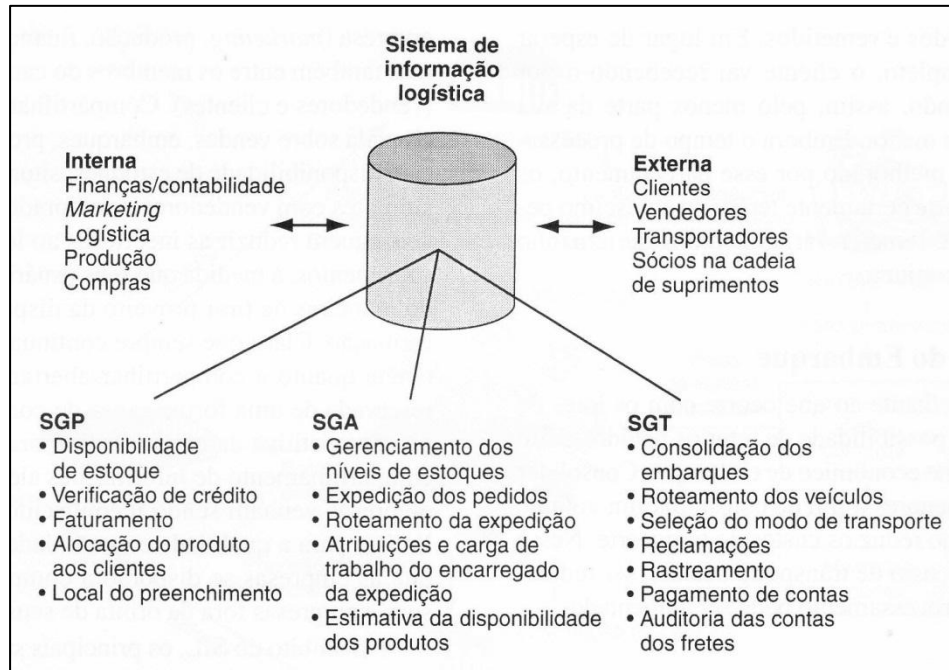 Sistema de
informação
logística
Interna
Finanças/contabilidade
Marketing
Logística
Produção
Compras
Externa
Clientes
Vendedores
Transportadores
Sócios na cadeia
de suprimentos
SGP
• Disponibilidade
de estoque
• Verificação de crédito
• Faturamento
• Alocação do produto
aos clientes
• Local do preenchimento
SGA
• Gerenciamento dos
níveis de estoques
• Expedição dos pedidos
• Roteamento da expedição
• Atribuições e carga de
trabalho do encarregado
da expedição
• Estimativa da disponibilidade
dos produtos
SGT
• Consolidação dos
embarques
• Roteamento dos veículos
• Seleção do modo de transporte
• Reclamações
• Rastreamento
• Pagamento de contas
• Auditoria das contas
dos fretes